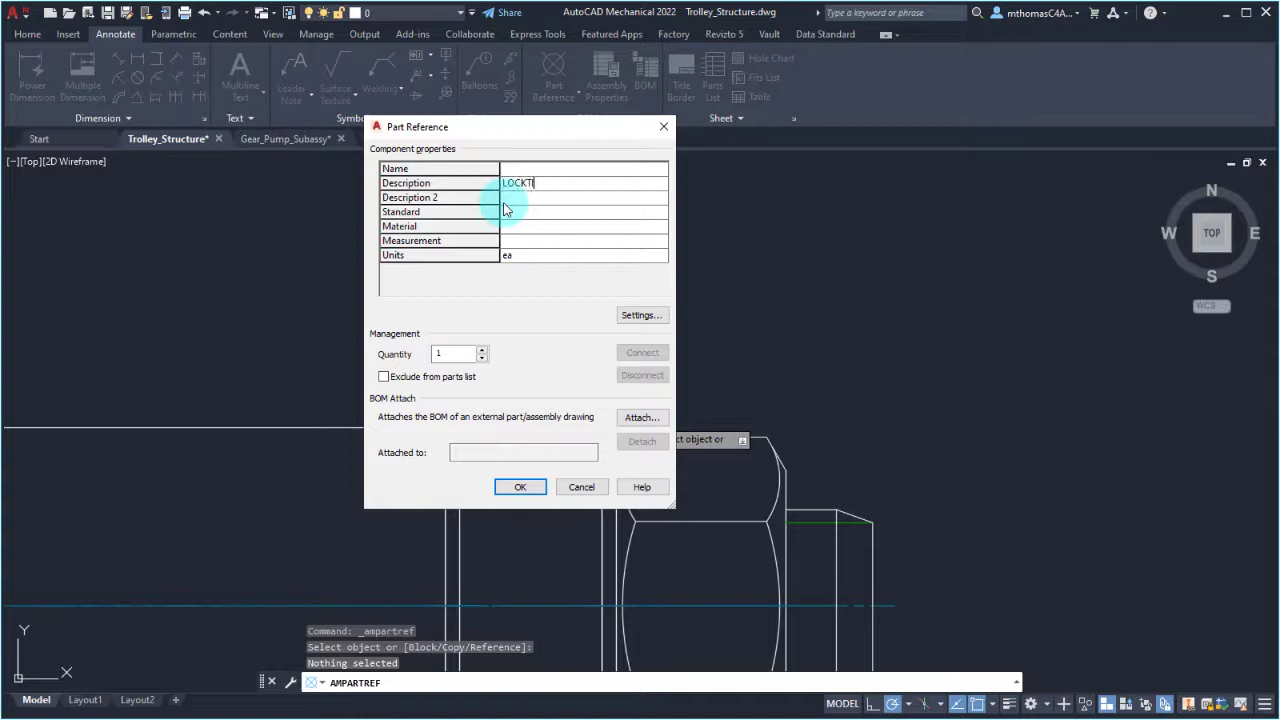 0
Share
AutoCAD Mechanical 2022 Trolley_Structure.dwg
Type a keyword or phrase
mthomasC4A...
Home Insert Annotate Parametric Content View Manage Output Add-ins Collaborate Express Tools Featured Apps Factory Revizto 5 Vault Data Standard
Power Dimension
Multiple Dimension
Multiline Text
Leader Note
Surface Texture
Welding
Balloons
Part Reference
Assembly Properties
BOM
Title Border
Parts List
Hole Chart
Fits List
Table
Dimension
Text
Sheet
Start
Trolley_Structure*
Gear_Pump_Subassy*
[−][Top][2D Wireframe]
Part Reference
Component properties
Name
Description LOCKTI
Description 2
Standard
Material
Measurement
Units ea
Settings...
Management
Quantity 1
Connect
Exclude from parts list
Disconnect
BOM Attach
Attaches the BOM of an external part/assembly drawing
Attach...
Detach
Attached to:
OK Cancel Help
ct object or
N
W TOP E
S
WCS
Y
X
Command: _ampartref
Select object or [Block/Copy/Reference]:
Nothing selected
AMPARTREF
Model Layout1 Layout2 +
MODEL